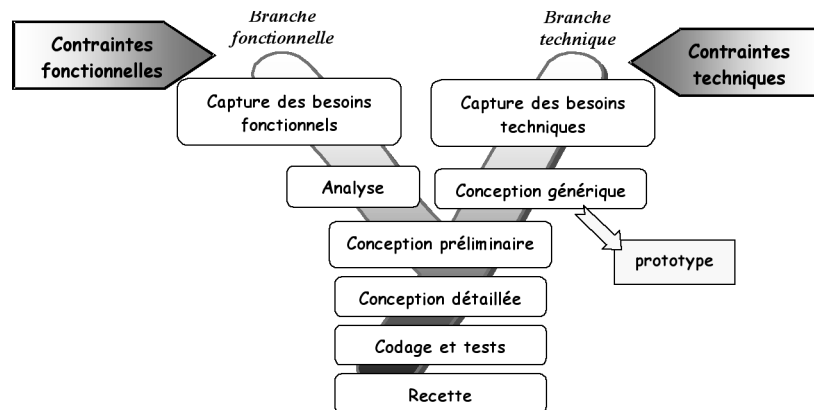 Branche
fonctionnelle
Branche
technique
Contraintes
fonctionnelles
Contraintes
techniques
Capture des besoins
fonctionnels
Capture des besoins
techniques
Analyse
Conception générique
Conception préliminaire
prototype
Conception détaillée
Codage et tests
Recette